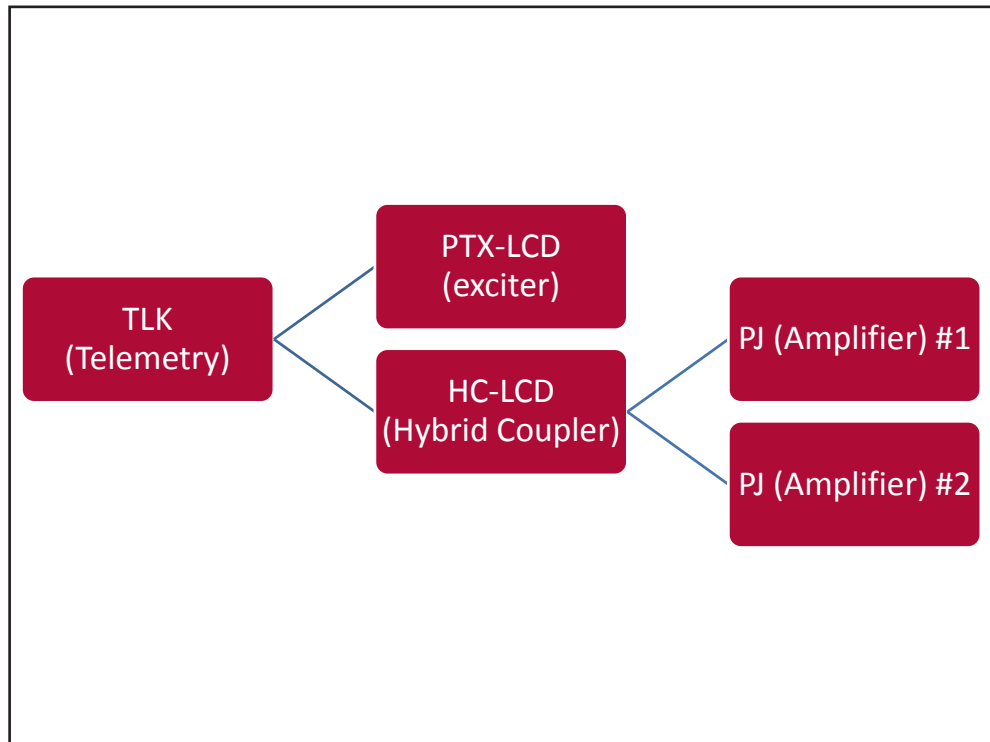 TLK
(Telemetry)
PTX-LCD
(exciter)
HC-LCD
(Hybrid Coupler)
PJ (Amplifier) #1
PJ (Amplifier) #2